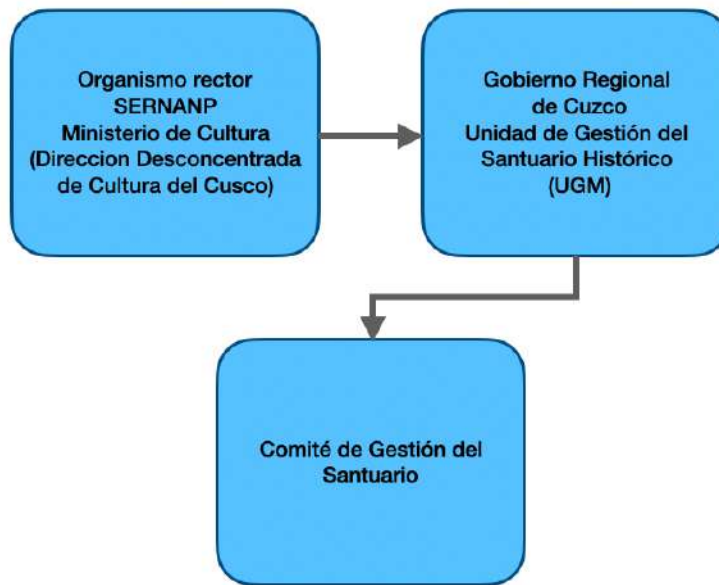 Organismo rector
SERNANP
Ministerio de Cultura
(Direccion Desconcentrada
de Cultura del Cusco)
Gobierno Regional
de Cuzco
Unidad de Gestión del
Santuario Histórico
(UGM)
Comité de Gestión del
Santuario